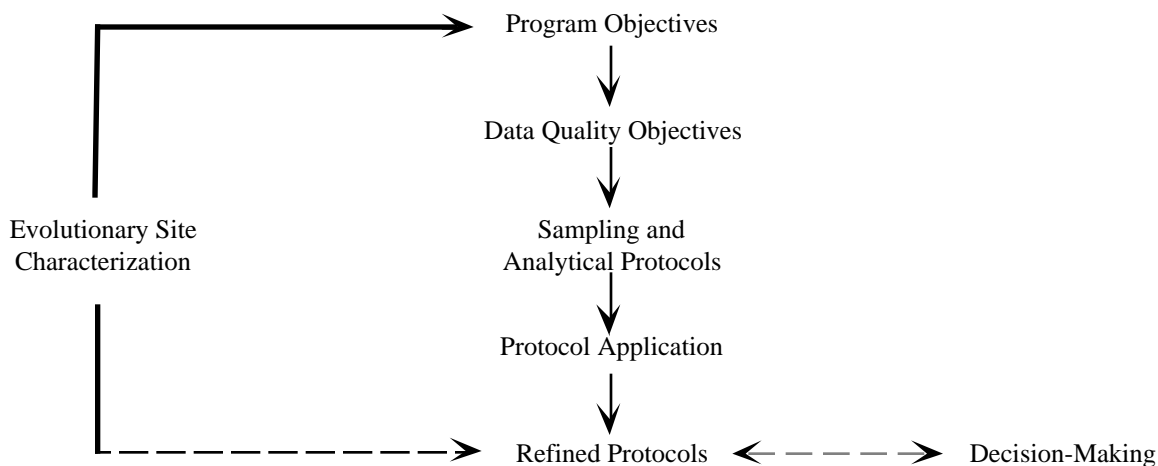 Program Objectives
Data Quality Objectives
Evolutionary Site
Characterization
Sampling and
Analytical Protocols
Protocol Application
Refined Protocols
Decision-Making